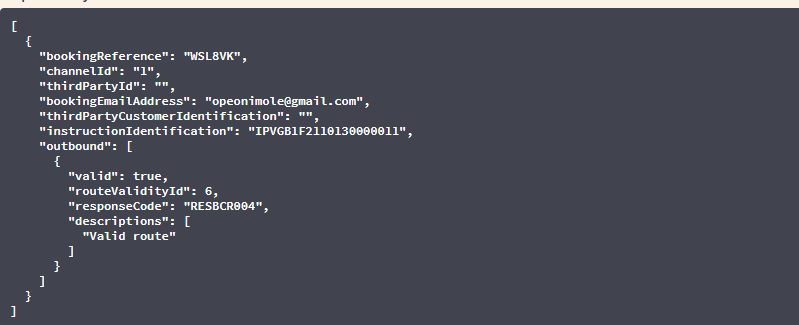 [
{
"bookingReference": "WSL8VK",
"channelId": "1",
"thirdPartyId": "",
"bookingEmailAddress": "opeonimole@gmail.com",
"thirdPartyCustomerIdentification": "",
"instructionIdentification": "IPVGB1F2110130000011",
"outbound": [
{
"valid": true,
"routeValidityId": 6,
"responseCode": "RESBCR004",
"descriptions": [
"Valid route"
]
}
]
}
]